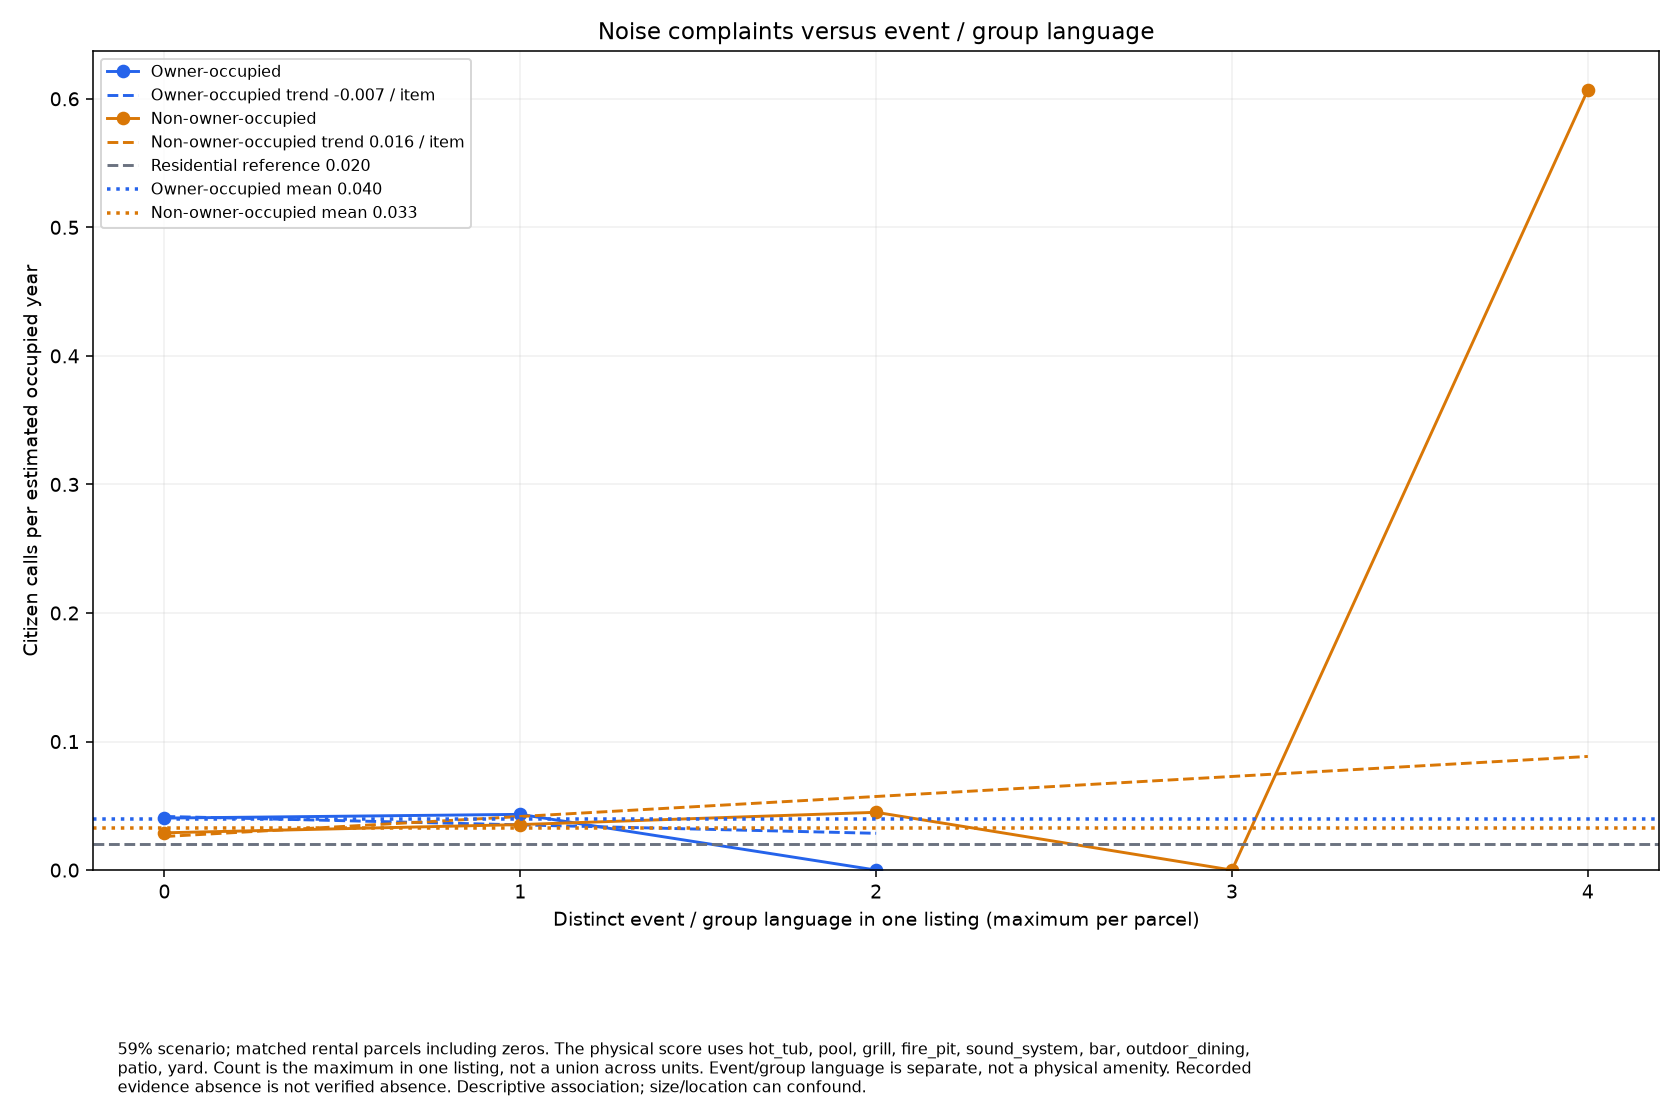 Noise complaints versus event / group language
Owner-occupied
Owner-occupied trend -0.007 / item
Non-owner-occupied
Non-owner-occupied trend 0.016 / item
Residential reference 0.020
Owner-occupied mean 0.040
Non-owner-occupied mean 0.033
Citizen calls per estimated occupied year
0.6
0.5
0.4
0.3
0.2
0.1
0.0
0
1
2
3
4
Distinct event / group language in one listing (maximum per parcel)
59% scenario; matched rental parcels including zeros. The physical score uses hot_tub, pool, grill, fire_pit, sound_system, bar, outdoor_dining,
patio, yard. Count is the maximum in one listing, not a union across units. Event/group language is separate, not a physical amenity. Recorded
evidence absence is not verified absence. Descriptive association; size/location can confound.